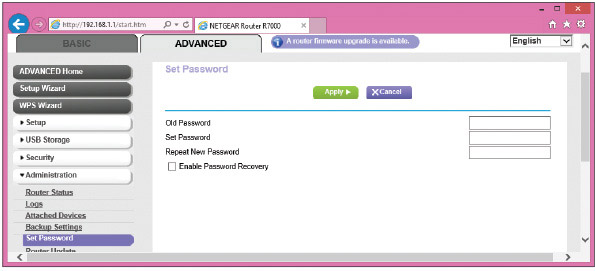 http://192.168.1.1/start.htm
NETGEAR Router R7000
BASIC
ADVANCED
A router firmware upgrade is available.
English
ADVANCED Home
Setup Wizard
WPS Wizard
Setup
USB Storage
Security
Administration
Router Status
Logs
Attached Devices
Backup Settings
Set Password
Router Update
Set Password
Apply
Cancel
Old Password
Set Password
Repeat New Password
Enable Password Recovery